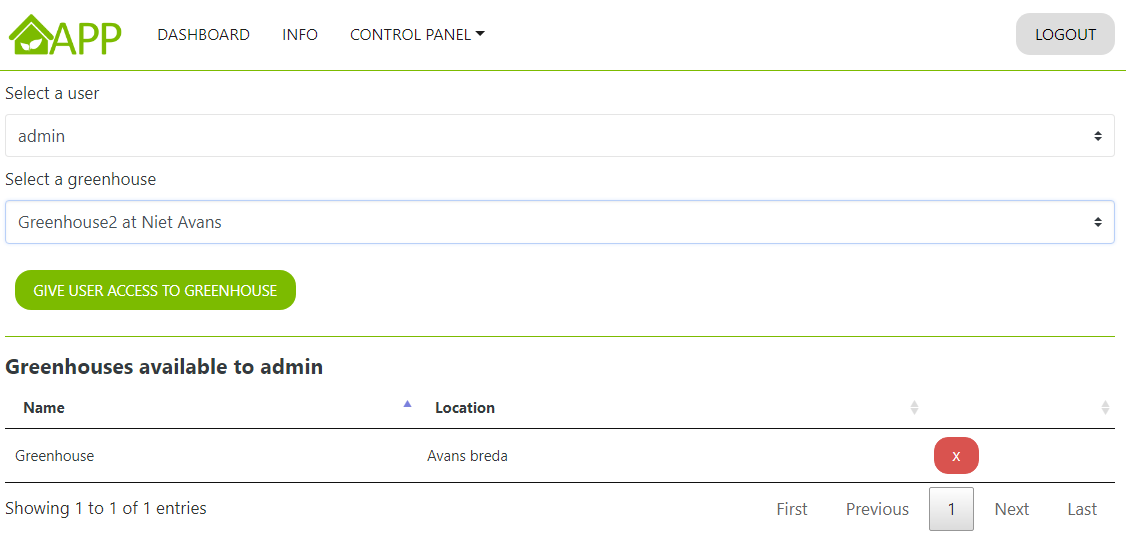 APP DASHBOARD INFO CONTROL PANEL LOGOUT
Select a user
admin
Select a greenhouse
Greenhouse2 at Niet Avans
GIVE USER ACCESS TO GREENHOUSE
Greenhouses available to admin
Name Location
Greenhouse Avans breda x
Showing 1 to 1 of 1 entries First Previous 1 Next Last